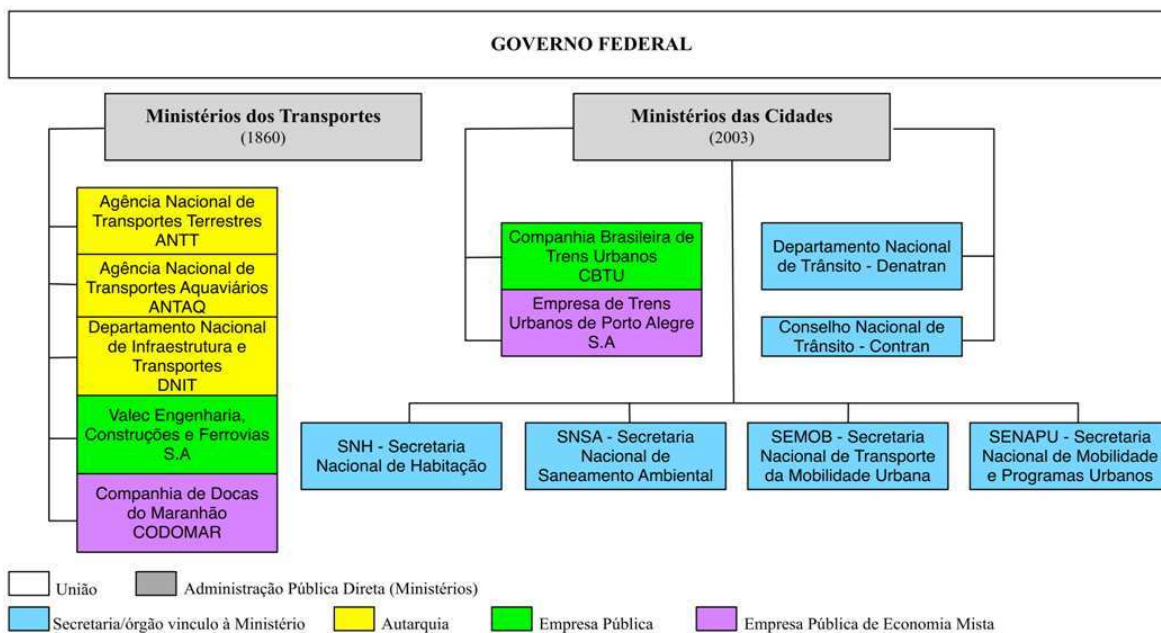 GOVERNO FEDERAL
Ministérios dos Transportes
(1860)
Ministérios das Cidades
(2003)
Agência Nacional de
Transportes Terrestres
ANTT
Agência Nacional de
Transportes Aquaviários
ANTAQ
Departamento Nacional
de Infraestrutura e
Transportes
DNIT
Valec Engenharia,
Construções e Ferrovias
S.A
Companhia de Docas
do Maranhão
CODOMAR
Companhia Brasileira de
Trens Urbanos
CBTU
Empresa de Trens
Urbanos de Porto Alegre
S.A
Departamento Nacional
de Trânsito - Denatran
Conselho Nacional de
Trânsito - Contran
SNH - Secretaria
Nacional de Habitação
SNSA - Secretaria
Nacional de
Saneamento Ambiental
SEMOB - Secretaria
Nacional de Transporte
da Mobilidade Urbana
SENAPU - Secretaria
Nacional de Mobilidade
e Programas Urbanos
União
Administração Pública Direta (Ministérios)
Secretaria/órgão vinculo à Ministério
Autarquia
Empresa Pública
Empresa Pública de Economia Mista